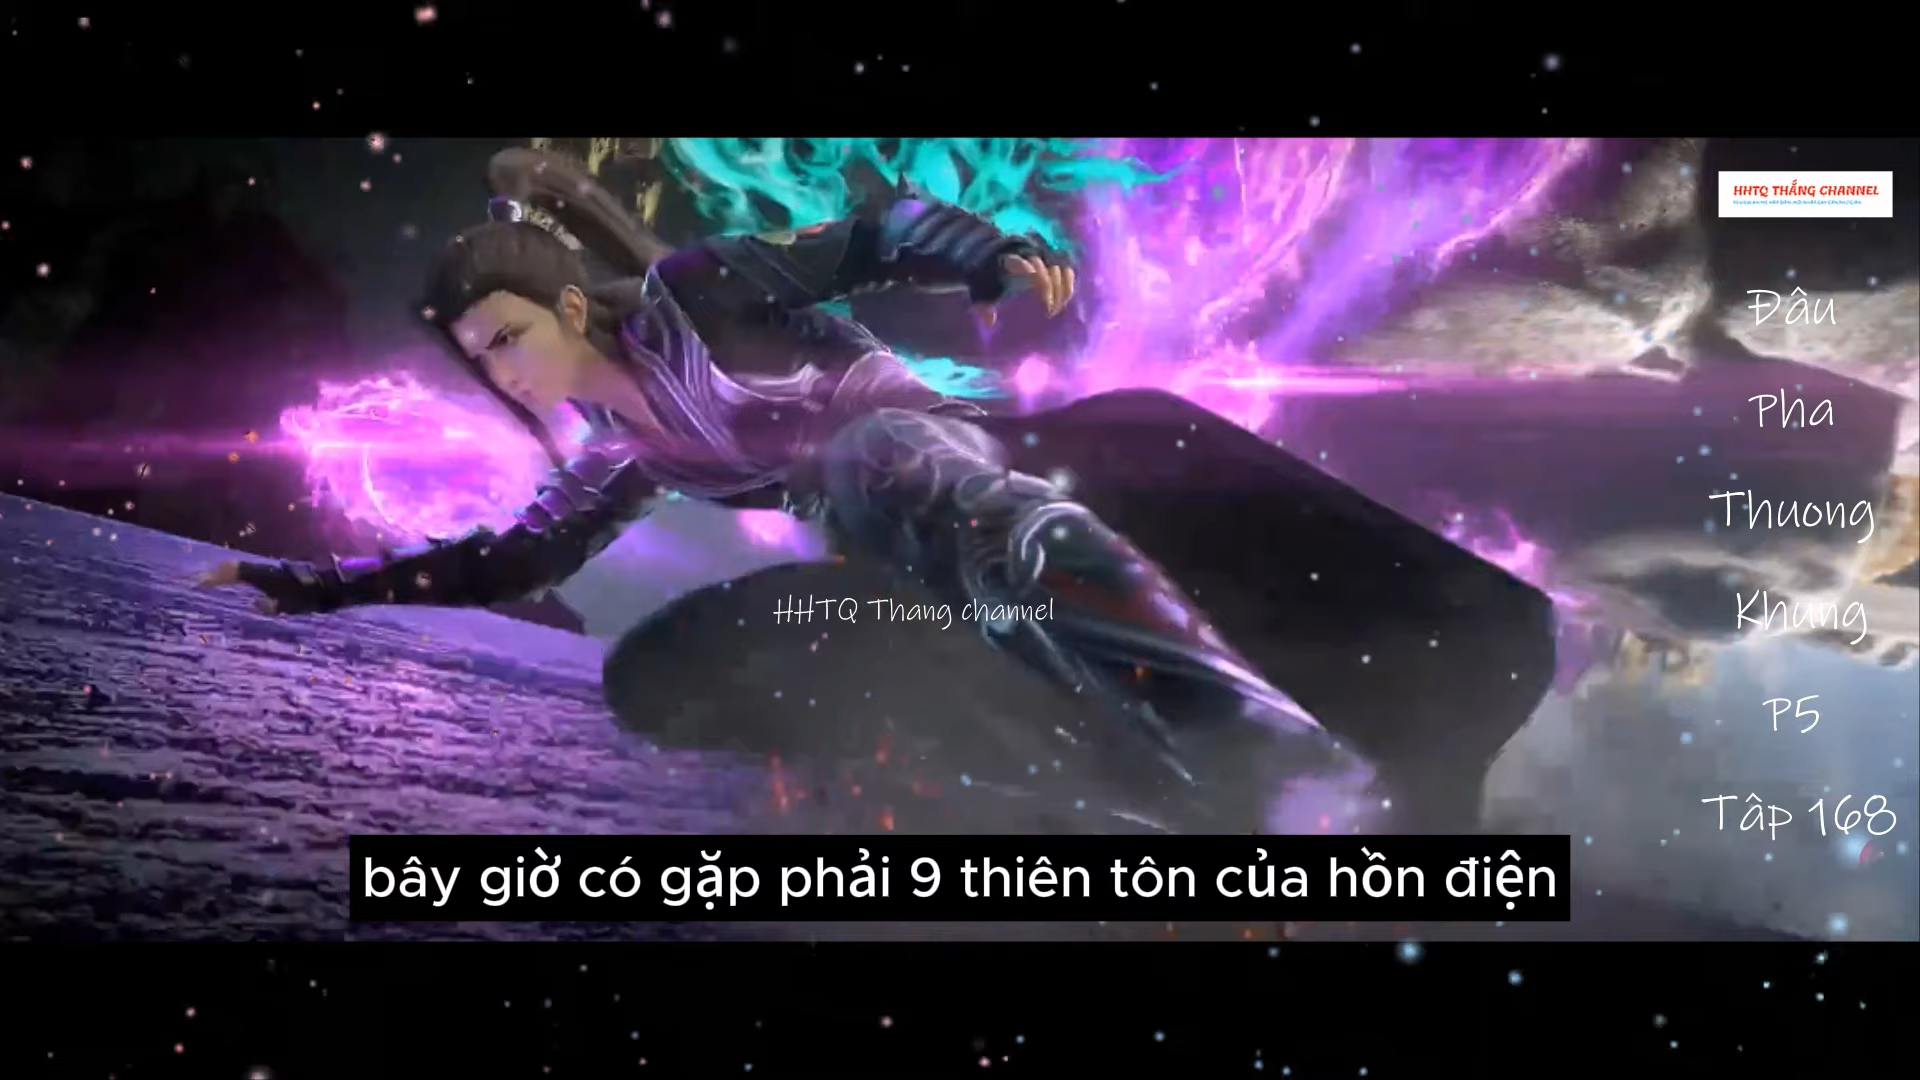 HHTQ THẮNG CHANNEL
Đâu
Pha
Thuong
Khung
P5
Tâp 168
HHTQ Thang channel
bây giờ có gặp phải 9 thiên tôn của hồn điện